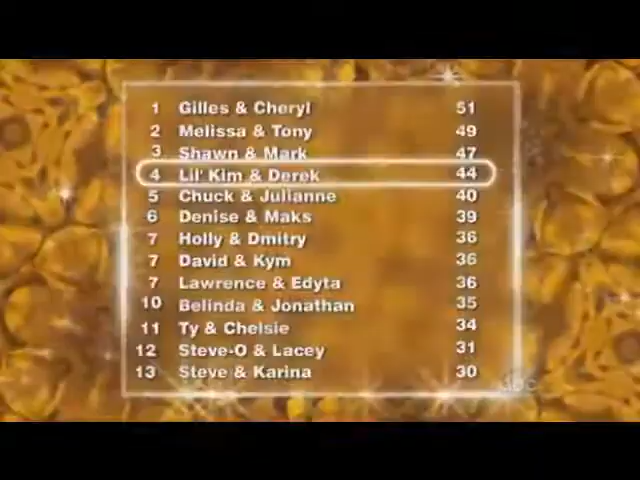 1 Gilles & Cheryl 51
2 Melissa & Tony 49
3 Shawn & Mark 47
4 Lil' Kim & Derek 44
5 Chuck & Julianne 40
6 Denise & Maks 39
7 Holly & Dmitry 36
7 David & Kym 36
7 Lawrence & Edyta 36
10 Belinda & Jonathan 35
11 Ty & Chelsie 34
12 Steve-O & Lacey 31
13 Steve & Karina 30
abc